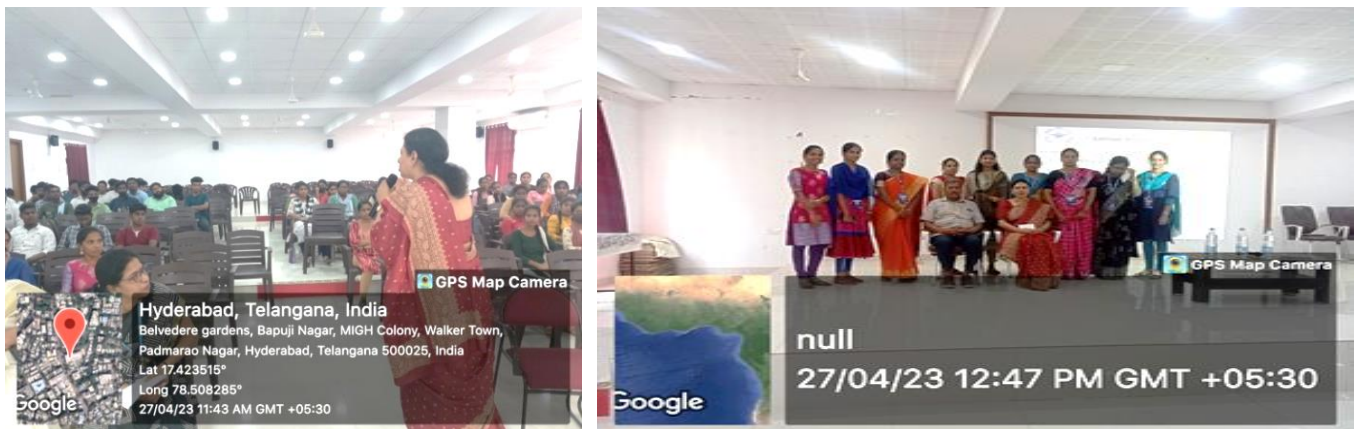 GPS Map Camera
Hyderabad, Telangana, India
Belvedere gardens, Bapuji Nagar, MIGH Colony, Walker Town,
Padmarao Nagar, Hyderabad, Telangana 500025, India
Lat 17.423515°
Long 78.508285°
27/04/23 11:43 AM GMT +05:30
Google
GPS Map Camera
null
27/04/23 12:47 PM GMT +05:30
Google